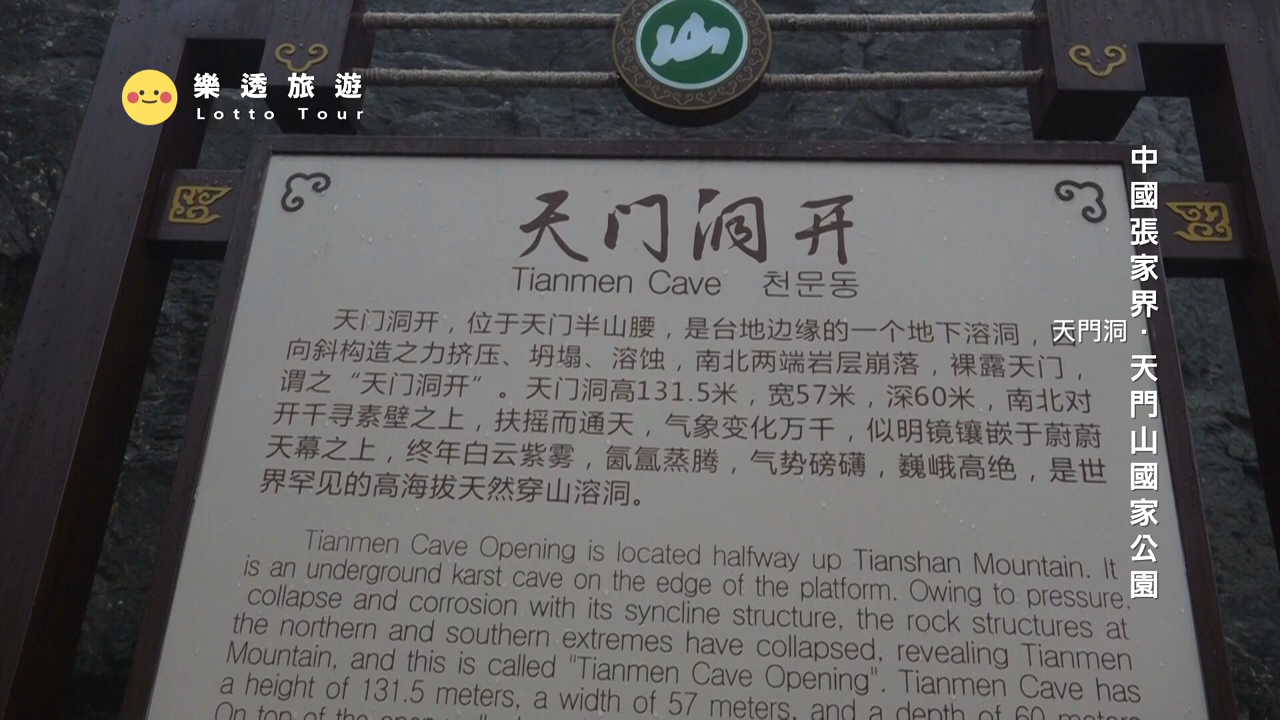 山
樂透旅遊
Lotto Tour
天门洞开
Tianmen Cave 천문동
天门洞开，位于天门半山腰，是台地边缘的一个地下溶洞，
向斜构造之力挤压、坍塌、溶蚀，南北两端岩层崩落，裸露天门，
谓之“天门洞开”。天门洞高131.5米，宽57米，深60米，南北对
开千寻素壁之上，扶摇而通天，气象变化万千，似明镜镶嵌于蔚蔚
天幕之上，终年白云紫雾，氤氲蒸腾，气势磅礴，巍峨高绝，是世
界罕见的高海拔天然穿山溶洞。
Tianmen Cave Opening is located halfway up Tianshan Mountain. It
is an underground karst cave on the edge of the platform. Owing to pressure,
collapse and corrosion with its syncline structure, the rock structures at
the northern and southern extremes have collapsed, revealing Tianmen
Mountain, and this is called "Tianmen Cave Opening". Tianmen Cave has
a height of 131.5 meters, a width of 57 meters, and a depth of 60 meters
On top of the open
天門洞
中國張家界·天門山國家公園